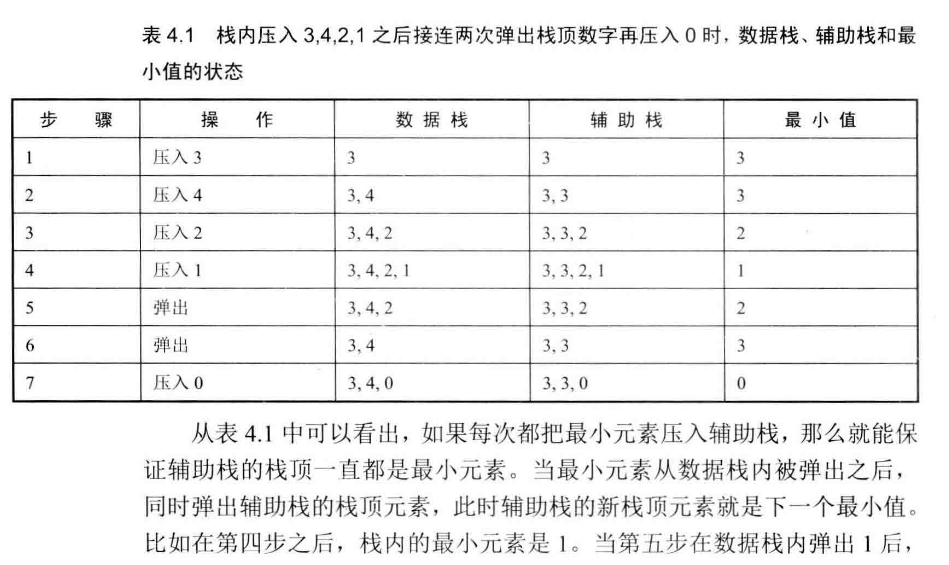 表 4.1 栈内压入 3,4,2,1 之后接连两次弹出栈顶数字再压入 0 时，数据栈、辅助栈和最
小值的状态
步 骤 操 作 数 据 栈 辅 助 栈 最 小 值
1 压入 3 3 3 3
2 压入 4 3, 4 3, 3 3
3 压入 2 3, 4, 2 3, 3, 2 2
4 压入 1 3, 4, 2, 1 3, 3, 2, 1 1
5 弹出 3, 4, 2 3, 3, 2 2
6 弹出 3, 4 3, 3 3
7 压入 0 3, 4, 0 3, 3, 0 0
从表 4.1 中可以看出，如果每次都把最小元素压入辅助栈，那么就能保
证辅助栈的栈顶一直都是最小元素。当最小元素从数据栈内被弹出之后，
同时弹出辅助栈的栈顶元素，此时辅助栈的新栈顶元素就是下一个最小值。
比如在第四步之后，栈内的最小元素是 1。当第五步在数据栈内弹出 1 后，